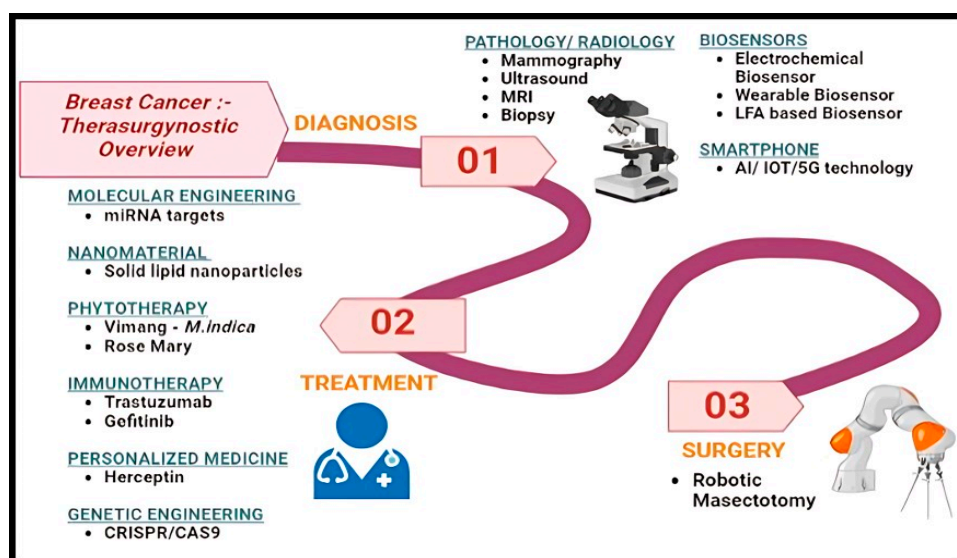 Breast Cancer :-
Therasurgynostic
Overview
DIAGNOSIS
01
PATHOLOGY/ RADIOLOGY
• Mammography
• Ultrasound
• MRI
• Biopsy
BIOSENSORS
• Electrochemical
Biosensor
• Wearable Biosensor
• LFA based Biosensor
SMARTPHONE
• AI/ IOT/5G technology
MOLECULAR ENGINEERING
• miRNA targets
NANOMATERIAL
• Solid lipid nanoparticles
PHYTOTHERAPY
• Vimang - M.indica
• Rose Mary
IMMUNOTHERAPY
• Trastuzumab
• Gefitinib
PERSONALIZED MEDICINE
• Herceptin
GENETIC ENGINEERING
• CRISPR/CAS9
02
TREATMENT
03
SURGERY
• Robotic
Masectotomy